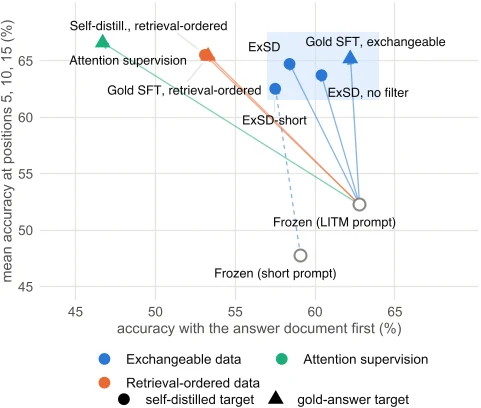 mean accuracy at positions 5, 10, 15 (%)
65
60
55
50
45
Self-distill., retrieval-ordered
Attention supervision
Gold SFT, retrieval-ordered
ExSD
Gold SFT, exchangeable
ExSD, no filter
ExSD-short
Frozen (LITM prompt)
Frozen (short prompt)
45
50
55
60
65
accuracy with the answer document first (%)
Exchangeable data
Attention supervision
Retrieval-ordered data
self-distilled target
gold-answer target